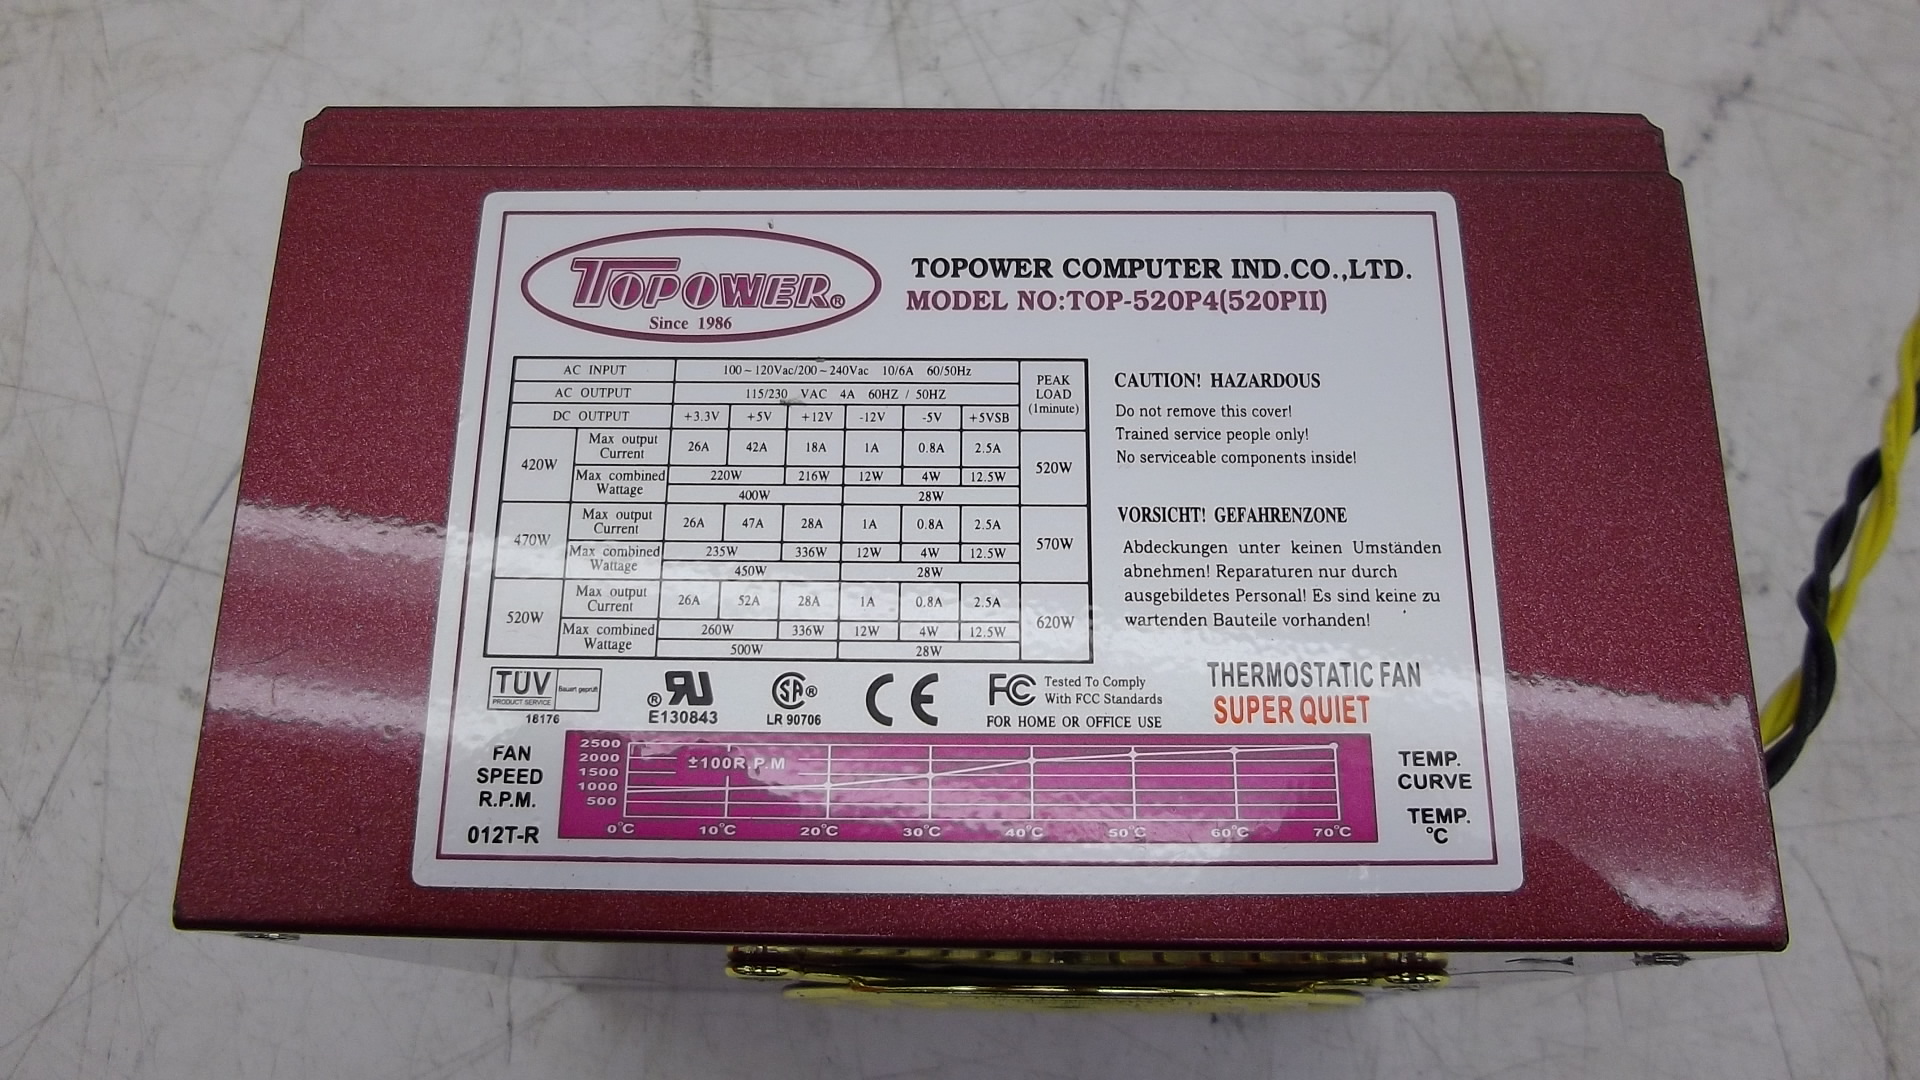 TOPOWER®
Since 1986
TOPOWER COMPUTER IND.CO.,LTD.
MODEL NO:TOP-520P4(520PII)
AC INPUT 100~120Vac/200~240Vac 10/6A 60/50Hz PEAK LOAD (1minute)
AC OUTPUT 115/230 VAC 4A 60HZ / 50HZ
DC OUTPUT +3.3V +5V +12V -12V -5V +5VSB
420W Max output Current 26A 42A 18A 1A 0.8A 2.5A 520W
Max combined Wattage 220W 216W 12W 4W 12.5W
400W 28W
470W Max output Current 26A 47A 28A 1A 0.8A 2.5A 570W
Max combined Wattage 235W 336W 12W 4W 12.5W
450W 28W
520W Max output Current 26A 52A 28A 1A 0.8A 2.5A 620W
Max combined Wattage 260W 336W 12W 4W 12.5W
500W 28W
CAUTION! HAZARDOUS
Do not remove this cover!
Trained service people only!
No serviceable components inside!
VORSICHT! GEFAHRENZONE
Abdeckungen unter keinen Umständen
abnehmen! Reparaturen nur durch
ausgebildetes Personal! Es sind keine zu
wartenden Bauteile vorhanden!
TÜV
PRODUCT SERVICE
Bauart geprüft
18176
® RU
E130843
SA®
LR 90706
CE
FC Tested To Comply
With FCC Standards
FOR HOME OR OFFICE USE
THERMOSTATIC FAN
SUPER QUIET
FAN
SPEED
R.P.M.
012T-R
2500
2000
1500
1000
500
±100R.P.M
0°C 10°C 20°C 30°C 40°C 50°C 60°C 70°C
TEMP.
CURVE
TEMP.
°C